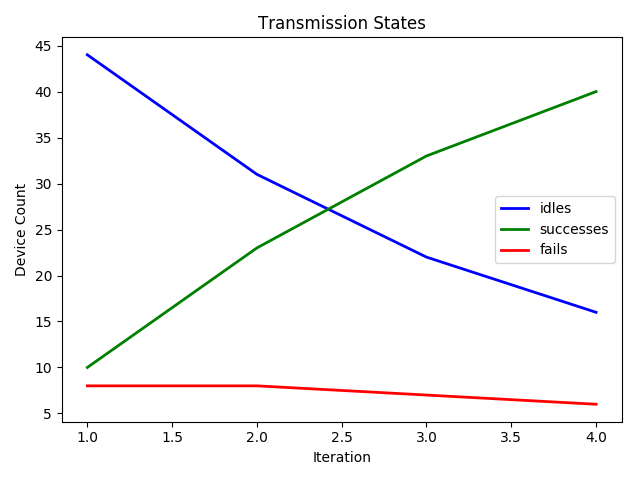 Transmission States
Device Count
45
40
35
30
25
20
15
10
5
idles
successes
fails
1.0 1.5 2.0 2.5 3.0 3.5 4.0
Iteration